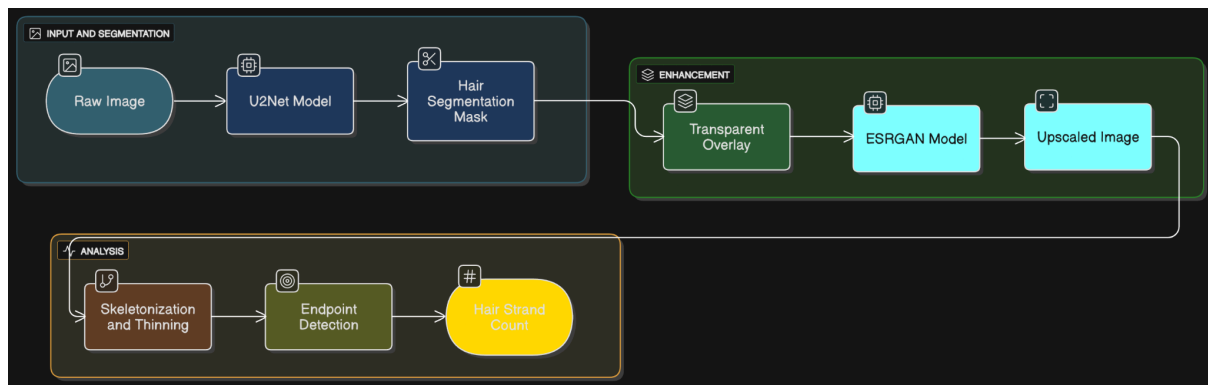 INPUT AND SEGMENTATION
Raw Image
U2Net Model
Hair
Segmentation
Mask
ENHANCEMENT
Transparent
Overlay
ESRGAN Model
Upscaled Image
ANALYSIS
Skeletonization
and Thinning
Endpoint
Detection
Hair Strand
Count